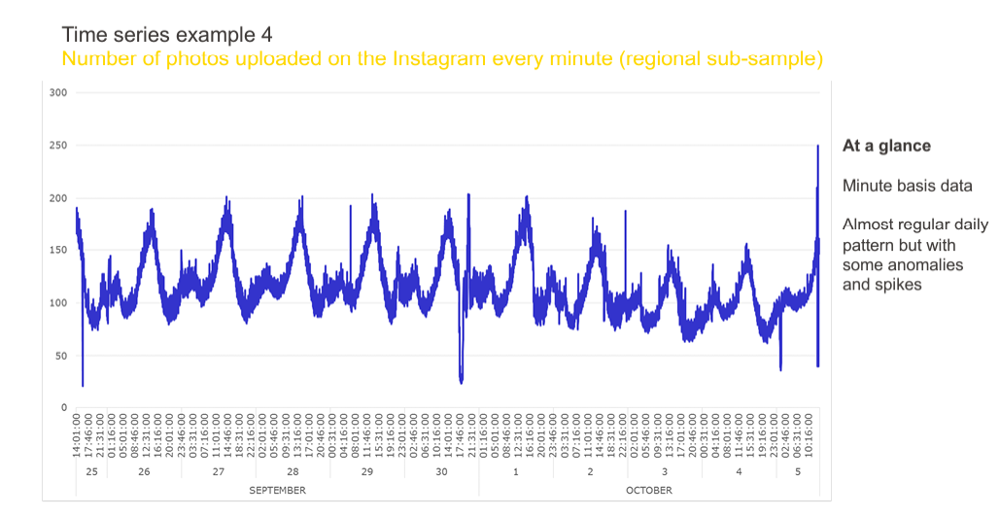 Time series example 4
Number of photos uploaded on the Instagram every minute (regional sub-sample)
300
250
200
150
100
50
0
At a glance
Minute basis data
Almost regular daily
pattern but with
some anomalies
and spikes
14:01:00 17:46:00 21:31:00 01:16:00 05:01:00 08:46:00 12:31:00 16:16:00 20:01:00 23:46:00 03:31:00 07:16:00 11:01:00 14:46:00 18:31:00 22:16:00 02:01:00 05:46:00 09:31:00 13:16:00 17:01:00 20:46:00 00:31:00 04:16:00 08:01:00 11:46:00 15:31:00 19:16:00 23:01:00 02:46:00 06:31:00 10:16:00 14:01:00 17:46:00 21:31:00 01:16:00 05:01:00 08:46:00 12:31:00 16:16:00 20:01:00 23:46:00 03:31:00 07:16:00 11:01:00 14:46:00 18:31:00 22:16:00 02:01:00 05:46:00 09:31:00 13:16:00 17:01:00 20:46:00 00:31:00 04:16:00 08:01:00 11:46:00 15:31:00 19:16:00 23:01:00 02:46:00 06:31:00 10:16:00
25 26 27 28 29 30 1 2 3 4 5
SEPTEMBER OCTOBER